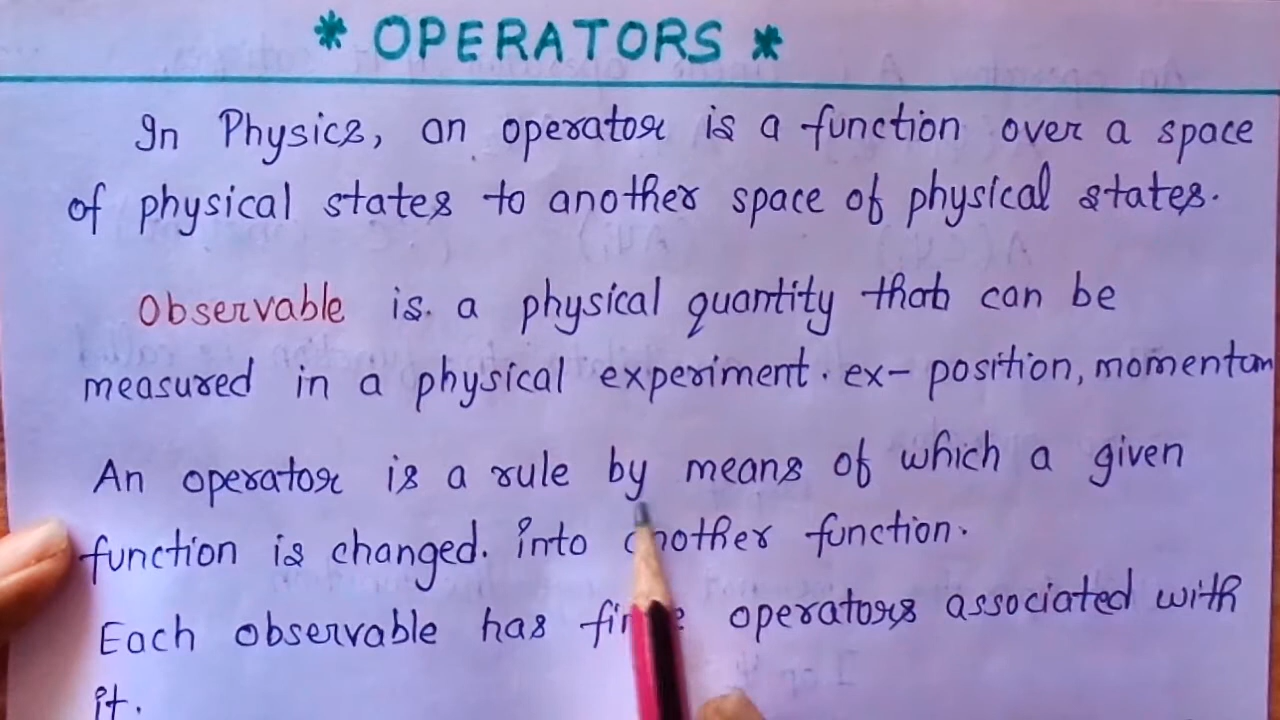 * OPERATORS *
In Physics, an operator is a function over a space
of physical states to another space of physical states.
Observable is a physical quantity that can be
measured in a physical experiment. ex- position, momentum
An operator is a rule by means of which a given
function is changed. into another function.
Each observable has operators associated with
it.